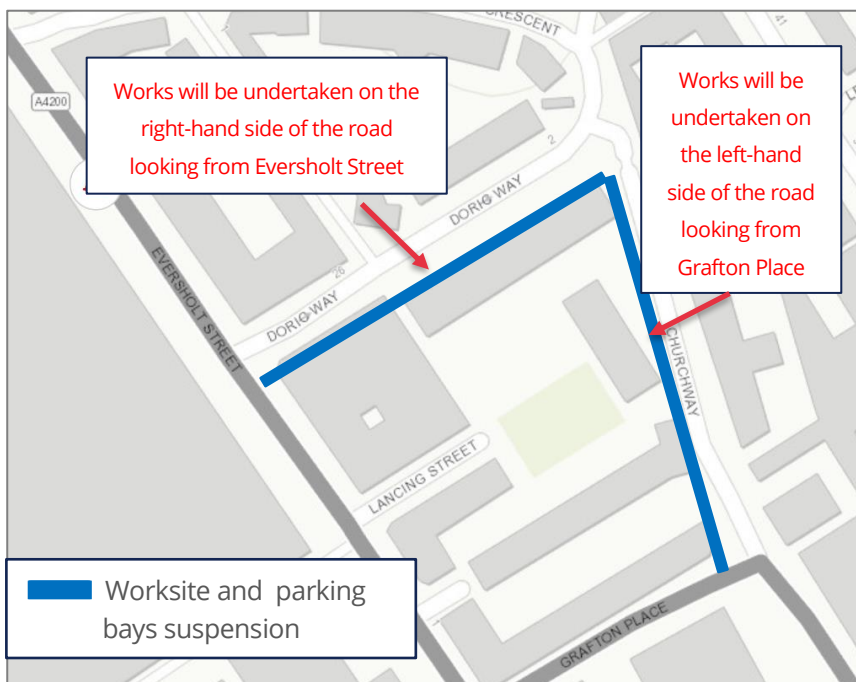 CRESCENT
41
Works will be undertaken on the
right-hand side of the road
looking from Eversholt Street
Works will be
undertaken on
the left-hand
side of the road
looking from
Grafton Place
A4200
2
DORIC WAY
EVERSHOLT STREET
26
DORIC WAY
CHURCHWAY
LANCING STREET
Worksite and parking
bays suspension
GRAFTON PLACE